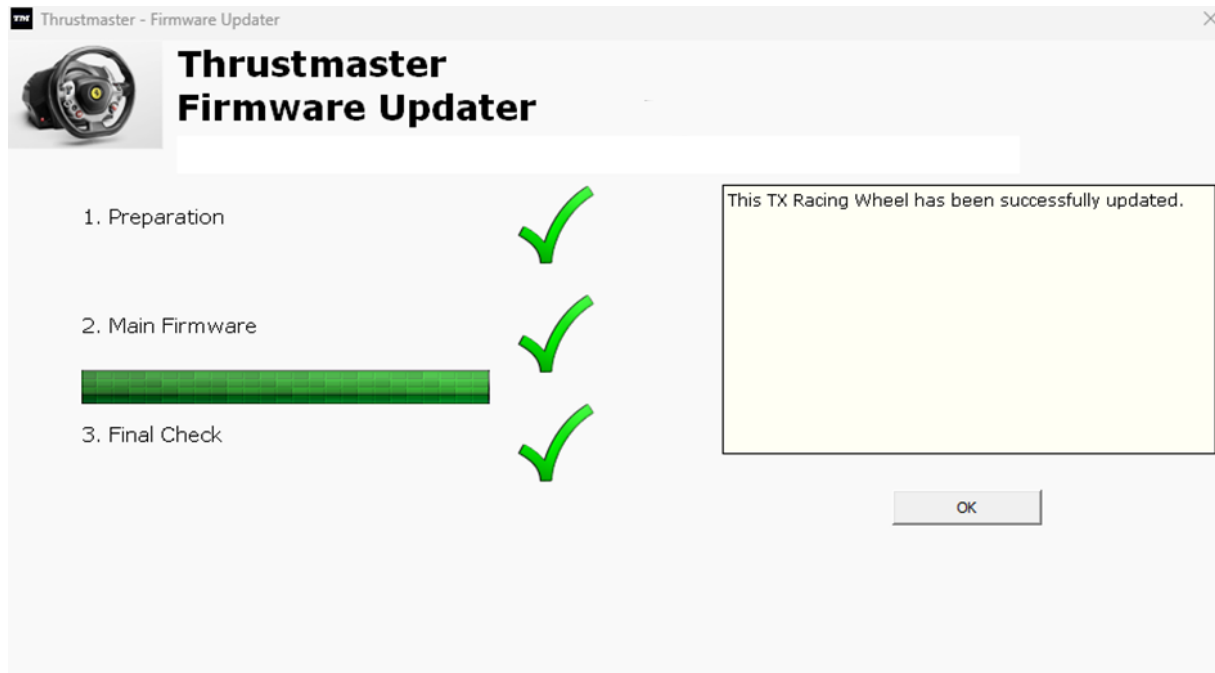 TM Thrustmaster - Firmware Updater
Thrustmaster
Firmware Updater
1. Preparation
This TX Racing Wheel has been successfully updated.
2. Main Firmware
3. Final Check
OK